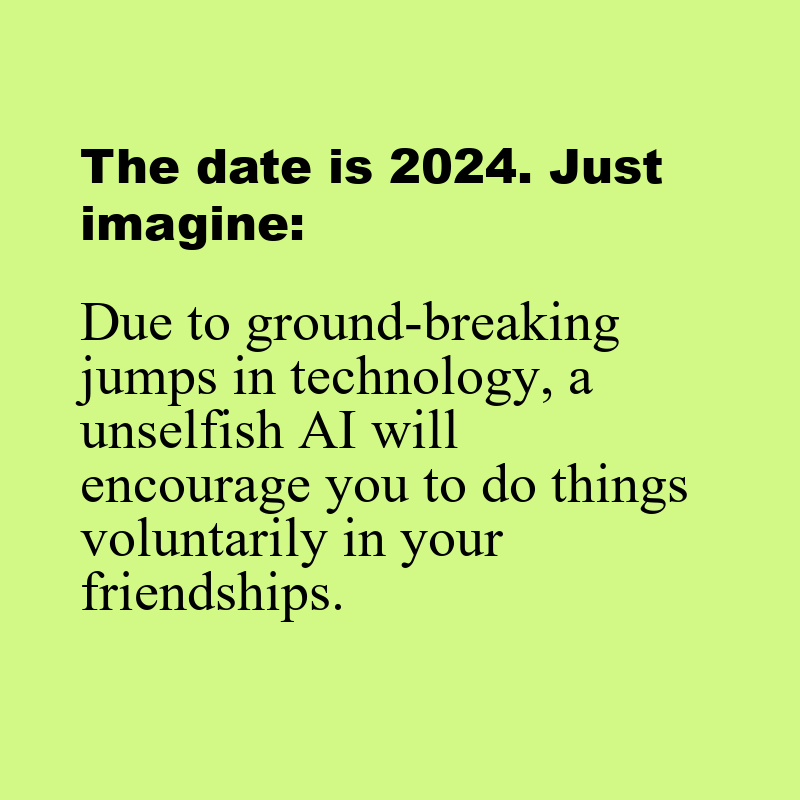 The date is 2024. Just
imagine:
Due to ground-breaking
jumps in technology, a
unselfish AI will
encourage you to do things
voluntarily in your
friendships.